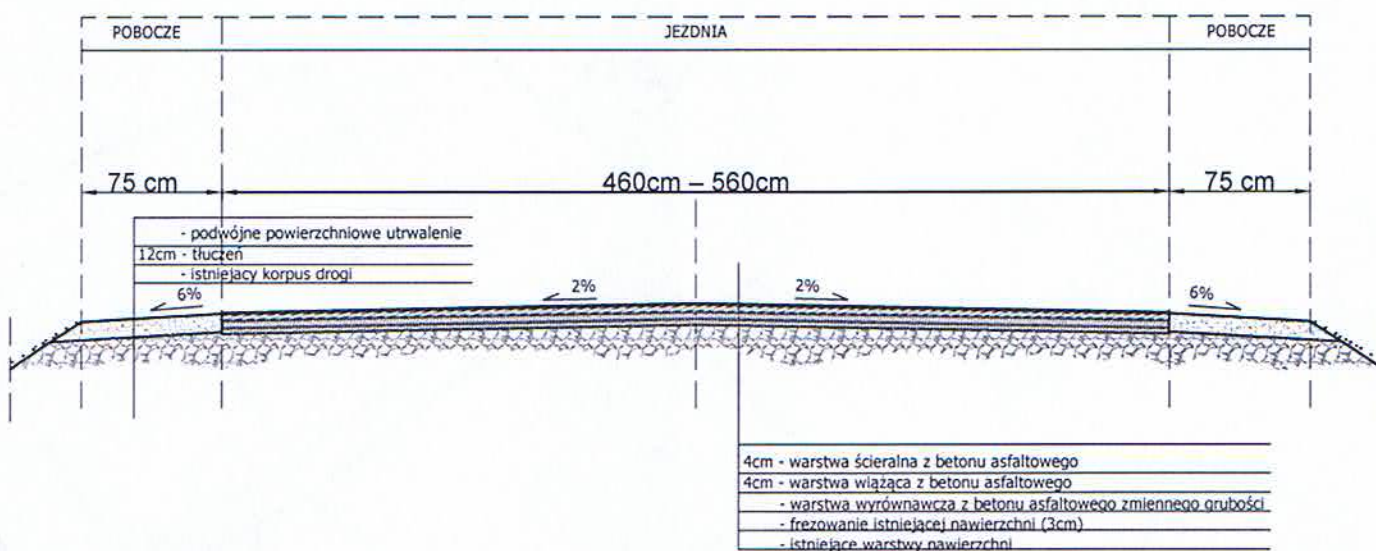 POBOCZE JEZDNIA POBOCZE
75 cm 460cm – 560cm 75 cm
- podwójne powierzchniowe utrwalenie
12cm - tłuczeń
- istniejacy korpus drogi
6% 2% 2% 6%
4cm - warstwa ścieralna z betonu asfaltowego
4cm - warstwa wiążąca z betonu asfaltowego
- warstwa wyrównawcza z betonu asfaltowego zmiennego grubości
- frezowanie istniejącej nawierzchni (3cm)
- istniejące warstwy nawierzchni